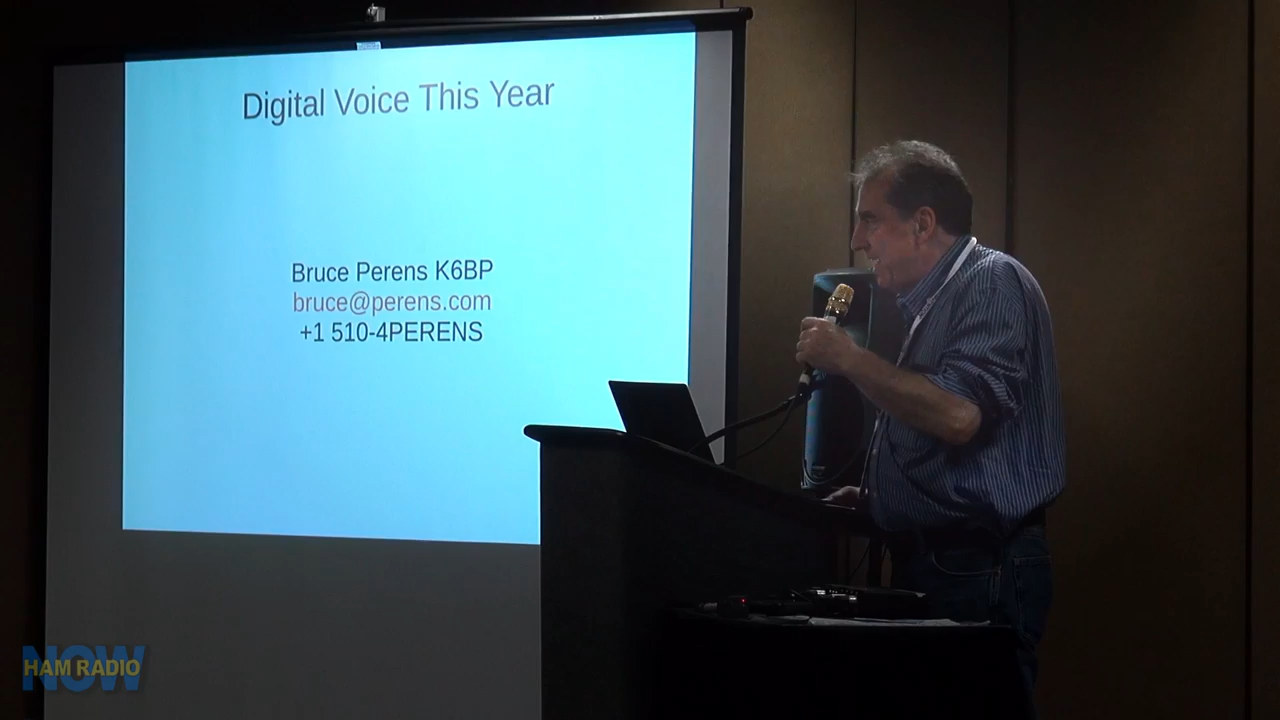 Digital Voice This Year
Bruce Perens K6BP
bruce@perens.com
+1 510-4PERENS
HAM RADIO
NOW